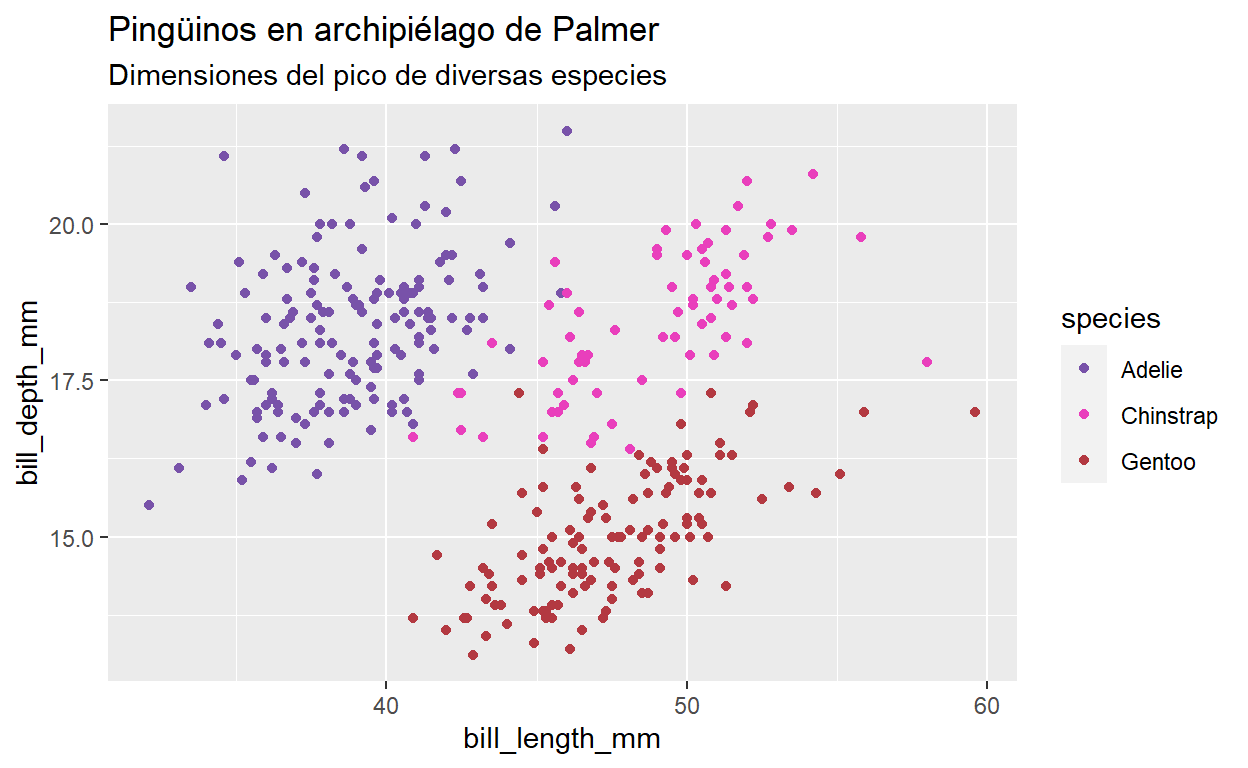 Pingüinos en archipiélago de Palmer
Dimensiones del pico de diversas especies
20.0
17.5
15.0
bill_depth_mm
40
50
60
bill_length_mm
species
Adelie
Chinstrap
Gentoo